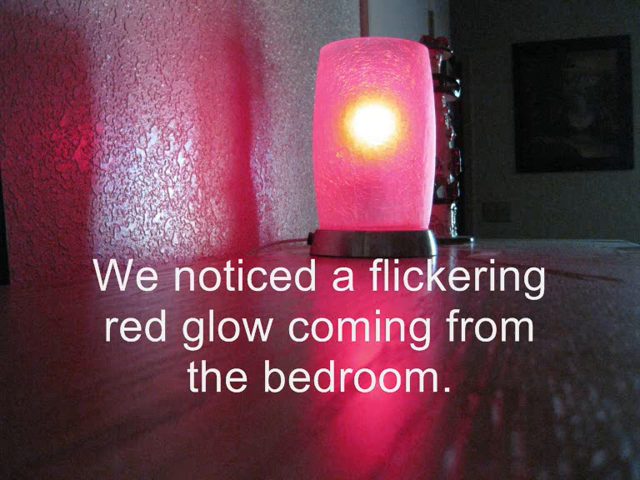 We noticed a flickering
red glow coming from
the bedroom.